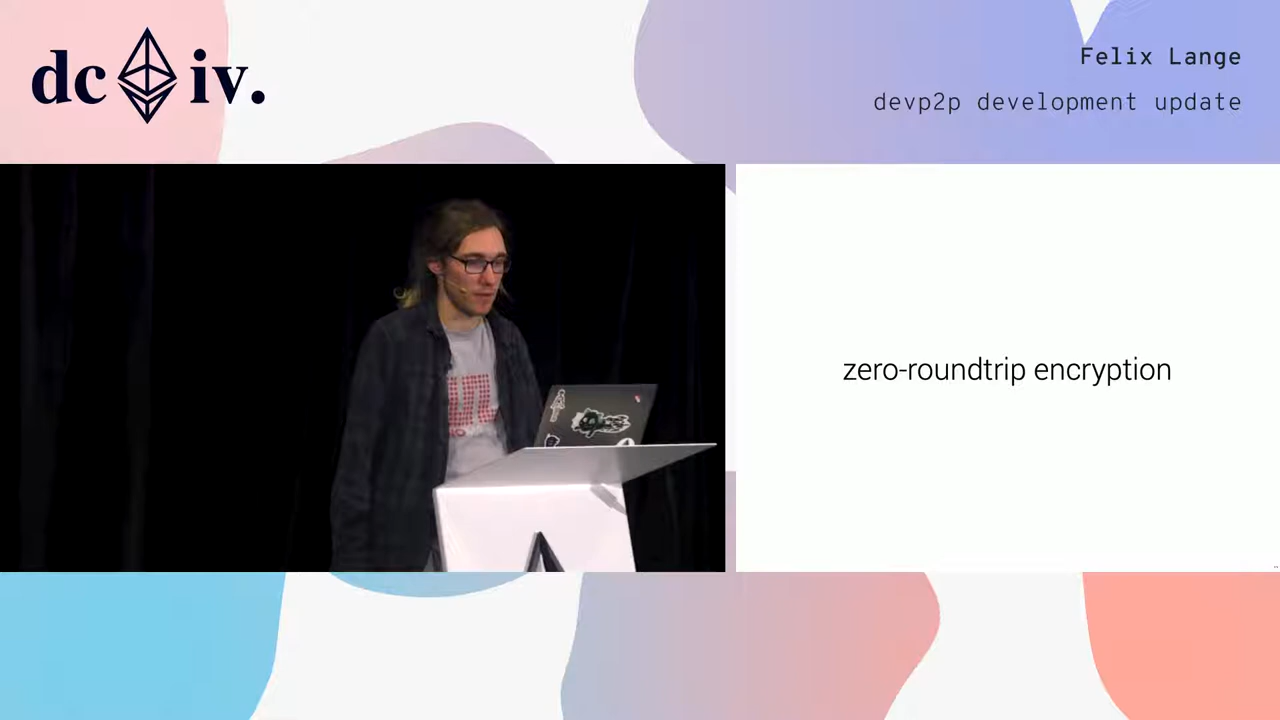 dc iv.
Felix Lange
devp2p development update
zero-roundtrip encryption